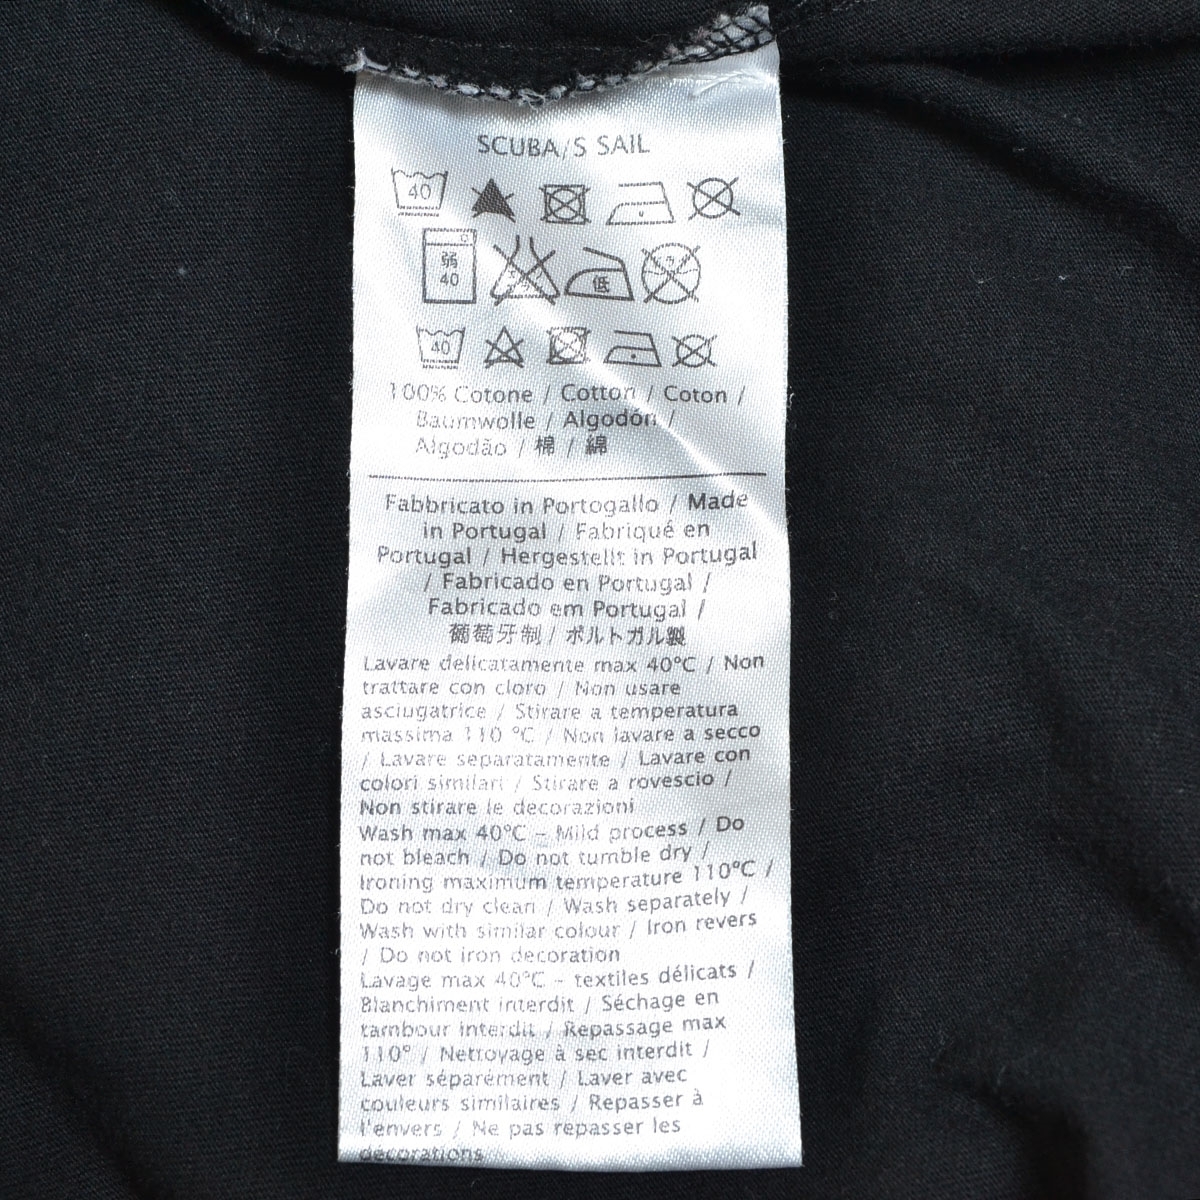 SCUBA/S SAIL
40
弱
40
低
40
100% Cotone / Cotton / Coton /
Baumwolle / Algodón /
Algodão / 棉 / 綿
Fabbricato in Portogallo / Made
in Portugal / Fabriqué en
Portugal / Hergestellt in Portugal
/ Fabricado en Portugal /
Fabricado em Portugal /
葡萄牙制 / ポルトガル製
Lavare delicatamente max 40°C / Non
trattare con cloro / Non usare
asciugatrice / Stirare a temperatura
massima 110 °C / Non lavare a secco
/ Lavare separatamente / Lavare con
colori similari / Stirare a rovescio /
Non stirare le decorazioni
Wash max 40°C - Mild process / Do
not bleach / Do not tumble dry /
Ironing maximum temperature 110°C /
Do not dry clean / Wash separately /
Wash with similar colour / Iron revers
/ Do not iron decoration
Lavage max 40°C - textiles délicats /
Blanchiment interdit / Séchage en
tambour interdit / Repassage max
110° / Nettoyage à sec interdit /
Laver séparément / Laver avec
couleurs similaires / Repasser à
l'envers / Ne pas repasser les
décorations